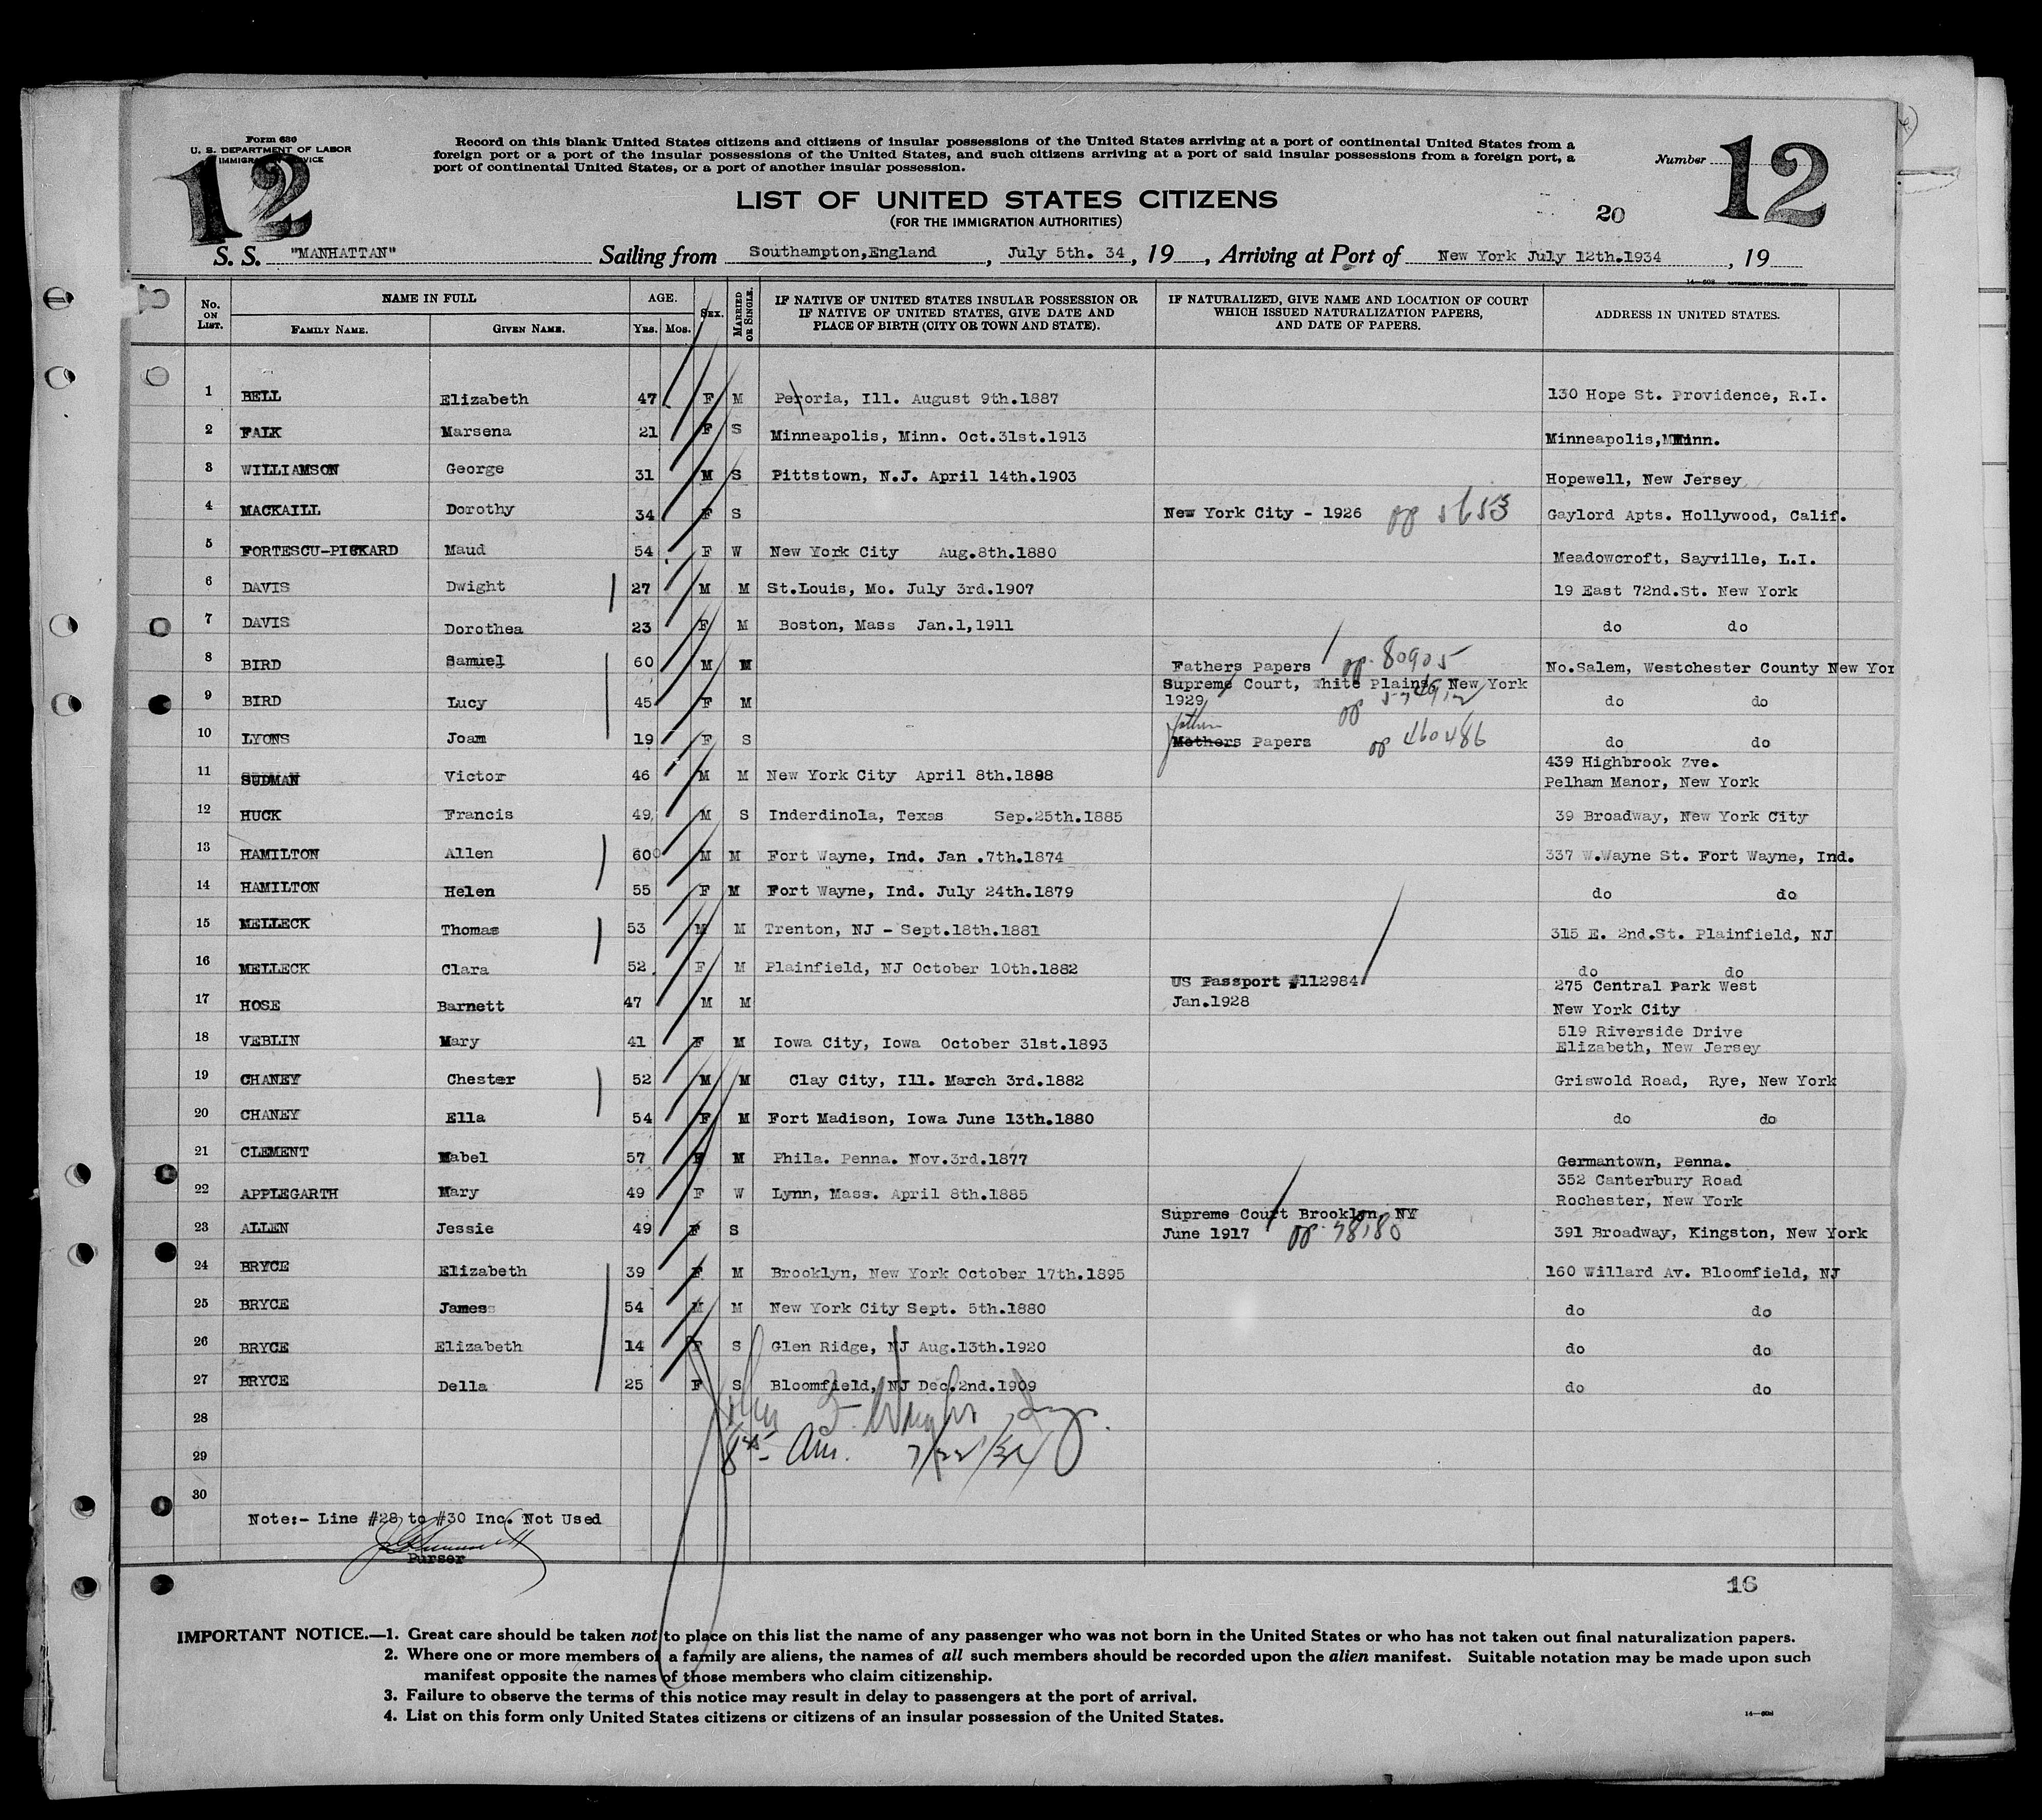 Form 630
U. S. DEPARTMENT OF LABOR
IMMIGRATION SERVICE
12
Record on this blank United States citizens and citizens of insular possessions of the United States arriving at a port of continental United States from a
foreign port or a port of the insular possessions of the United States, and such citizens arriving at a port of said insular possessions from a foreign port, a
port of continental United States, or a port of another insular possession.
Number 12
LIST OF UNITED STATES CITIZENS
(FOR THE IMMIGRATION AUTHORITIES)
20
S. S. "MANHATTAN" Sailing from Southampton,England, July 5th. 34, 19 , Arriving at Port of New York July 12th.1934, 19
No. ON LIST. NAME IN FULL FAMILY NAME. GIVEN NAME. AGE. YRS. MOS. SEX. MARRIED OR SINGLE. IF NATIVE OF UNITED STATES INSULAR POSSESSION OR IF NATIVE OF UNITED STATES, GIVE DATE AND PLACE OF BIRTH (CITY OR TOWN AND STATE). IF NATURALIZED, GIVE NAME AND LOCATION OF COURT WHICH ISSUED NATURALIZATION PAPERS, AND DATE OF PAPERS. ADDRESS IN UNITED STATES.
1 BELL Elizabeth 47 F M Peroria, Ill. August 9th.1887 130 Hope St. Providence, R.I.
2 FALK Marsena 21 F S Minneapolis, Minn. Oct.31st.1913 Minneapolis, Minn.
3 WILLIAMSON George 31 M S Pittstown, N.J. April 14th.1903 Hopewell, New Jersey
4 MACKAILL Dorothy 34 F S New York City - 1926 pp 5653 Gaylord Apts. Hollywood, Calif.
5 FORTESCU-PICKARD Maud 54 F W New York City Aug.8th.1880 Meadowcroft, Sayville, L.I.
6 DAVIS Dwight 27 M M St.Louis, Mo. July 3rd.1907 19 East 72nd.St. New York
7 DAVIS Dorothea 23 F M Boston, Mass Jan.1,1911 do do
8 BIRD Samiel 60 M M Fathers Papers pp. 80905 No.Salem, Westchester County New Yor
9 BIRD Lucy 45 F M Supreme Court, White Plains, New York
1929 pp do do
10 LYONS Joam 19 F S father Mothers Papers pp 460486 do do
11 SUDMAN Victor 46 M M New York City April 8th.1888 439 Highbrook Zve.
Pelham Manor, New York
12 HUCK Francis 49 M S Inderdinola, Texas Sep.25th.1885 39 Broadway, New York City
13 HAMILTON Allen 60 M M Fort Wayne, Ind. Jan .7th.1874 337 W.Wayne St. Fort Wayne, Ind.
14 HAMILTON Helen 55 F M Fort Wayne, Ind. July 24th.1879 do do
15 MELLECK Thomas 53 M M Trenton, NJ - Sept.18th.1881 315 E. 2nd.St. Plainfield, NJ
16 MELLECK Clara 52 F M Plainfield, NJ October 10th.1882 do do
17 HOSE Barnett 47 M M US Passport #112984 275 Central Park West
Jan.1928 New York City
18 VEBLIN Mary 41 F M Iowa City, Iowa October 31st.1893 519 Riverside Drive
Elizabeth, New Jersey
19 CHANEY Chester 52 M M Clay City, Ill. March 3rd.1882 Griswold Road, Rye, New York
20 CHANEY Ella 54 F M Fort Madison, Iowa June 13th.1880 do do
21 CLEMENT Mabel 57 F M Phila. Penna. Nov.3rd.1877 Germantown, Penna.
22 APPLEGARTH Mary 49 F W Lynn, Mass. April 8th.1885 352 Canterbury Road
Rochester, New York
23 ALLEN Jessie 49 F S Supreme Court Brooklyn, NY
June 1917 pp. 38180 391 Broadway, Kingston, New York
24 BRYCE Elizabeth 39 F M Brooklyn, New York October 17th.1895 160 Willard Av. Bloomfield, NJ
25 BRYCE James 54 M M New York City Sept. 5th.1880 do do
26 BRYCE Elizabeth 14 F S Glen Ridge, NJ Aug.13th.1920 do do
27 BRYCE Della 25 F S Bloomfield, NJ Dec.2nd.1909 do do
28
29
30
Note:- Line #28 to #30 Inc. Not Used
Purser
16
IMPORTANT NOTICE.—1. Great care should be taken not to place on this list the name of any passenger who was not born in the United States or who has not taken out final naturalization papers.
2. Where one or more members of a family are aliens, the names of all such members should be recorded upon the alien manifest. Suitable notation may be made upon such
manifest opposite the names of those members who claim citizenship.
3. Failure to observe the terms of this notice may result in delay to passengers at the port of arrival.
4. List on this form only United States citizens or citizens of an insular possession of the United States.